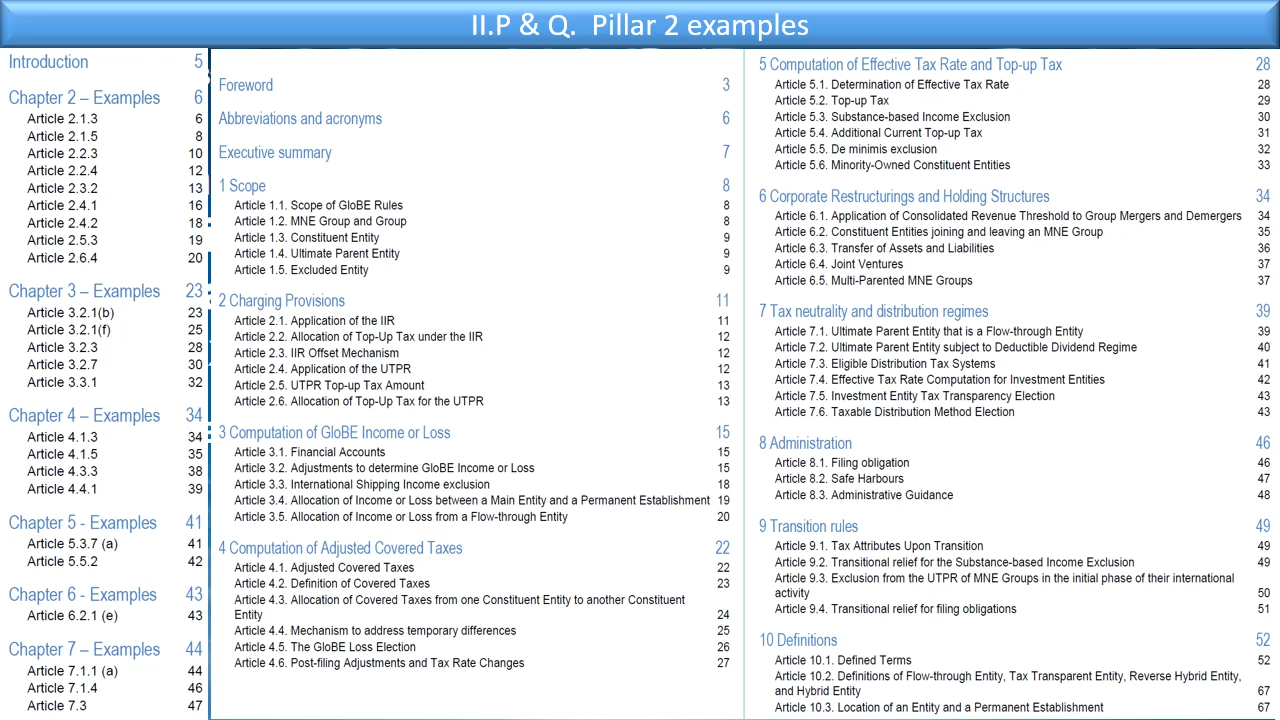 II.P & Q.  Pillar 2 examples
Introduction 5
Chapter 2 – Examples 6
Article 2.1.3 6
Article 2.1.5 8
Article 2.2.3 10
Article 2.2.4 12
Article 2.3.2 13
Article 2.4.1 16
Article 2.4.2 18
Article 2.5.3 19
Article 2.6.4 20
Chapter 3 – Examples 23
Article 3.2.1(b) 23
Article 3.2.1(f) 25
Article 3.2.3 28
Article 3.2.7 30
Article 3.3.1 32
Chapter 4 – Examples 34
Article 4.1.3 34
Article 4.1.5 35
Article 4.3.3 38
Article 4.4.1 39
Chapter 5 - Examples 41
Article 5.3.7 (a) 41
Article 5.5.2 42
Chapter 6 - Examples 43
Article 6.2.1 (e) 43
Chapter 7 – Examples 44
Article 7.1.1 (a) 44
Article 7.1.4 46
Article 7.3 47
Foreword 3
Abbreviations and acronyms 6
Executive summary 7
1 Scope 8
Article 1.1. Scope of GloBE Rules 8
Article 1.2. MNE Group and Group 8
Article 1.3. Constituent Entity 9
Article 1.4. Ultimate Parent Entity 9
Article 1.5. Excluded Entity 9
2 Charging Provisions 11
Article 2.1. Application of the IIR 11
Article 2.2. Allocation of Top-Up Tax under the IIR 12
Article 2.3. IIR Offset Mechanism 12
Article 2.4. Application of the UTPR 12
Article 2.5. UTPR Top-up Tax Amount 13
Article 2.6. Allocation of Top-Up Tax for the UTPR 13
3 Computation of GloBE Income or Loss 15
Article 3.1. Financial Accounts 15
Article 3.2. Adjustments to determine GloBE Income or Loss 15
Article 3.3. International Shipping Income exclusion 18
Article 3.4. Allocation of Income or Loss between a Main Entity and a Permanent Establishment 19
Article 3.5. Allocation of Income or Loss from a Flow-through Entity 20
4 Computation of Adjusted Covered Taxes 22
Article 4.1. Adjusted Covered Taxes 22
Article 4.2. Definition of Covered Taxes 23
Article 4.3. Allocation of Covered Taxes from one Constituent Entity to another Constituent
Entity 24
Article 4.4. Mechanism to address temporary differences 25
Article 4.5. The GloBE Loss Election 26
Article 4.6. Post-filing Adjustments and Tax Rate Changes 27
5 Computation of Effective Tax Rate and Top-up Tax 28
Article 5.1. Determination of Effective Tax Rate 28
Article 5.2. Top-up Tax 29
Article 5.3. Substance-based Income Exclusion 30
Article 5.4. Additional Current Top-up Tax 31
Article 5.5. De minimis exclusion 32
Article 5.6. Minority-Owned Constituent Entities 33
6 Corporate Restructurings and Holding Structures 34
Article 6.1. Application of Consolidated Revenue Threshold to Group Mergers and Demergers 34
Article 6.2. Constituent Entities joining and leaving an MNE Group 35
Article 6.3. Transfer of Assets and Liabilities 36
Article 6.4. Joint Ventures 37
Article 6.5. Multi-Parented MNE Groups 37
7 Tax neutrality and distribution regimes 39
Article 7.1. Ultimate Parent Entity that is a Flow-through Entity 39
Article 7.2. Ultimate Parent Entity subject to Deductible Dividend Regime 40
Article 7.3. Eligible Distribution Tax Systems 41
Article 7.4. Effective Tax Rate Computation for Investment Entities 42
Article 7.5. Investment Entity Tax Transparency Election 43
Article 7.6. Taxable Distribution Method Election 43
8 Administration 46
Article 8.1. Filing obligation 46
Article 8.2. Safe Harbours 47
Article 8.3. Administrative Guidance 48
9 Transition rules 49
Article 9.1. Tax Attributes Upon Transition 49
Article 9.2. Transitional relief for the Substance-based Income Exclusion 49
Article 9.3. Exclusion from the UTPR of MNE Groups in the initial phase of their international
activity 50
Article 9.4. Transitional relief for filing obligations 51
10 Definitions 52
Article 10.1. Defined Terms 52
Article 10.2. Definitions of Flow-through Entity, Tax Transparent Entity, Reverse Hybrid Entity,
and Hybrid Entity 67
Article 10.3. Location of an Entity and a Permanent Establishment 67